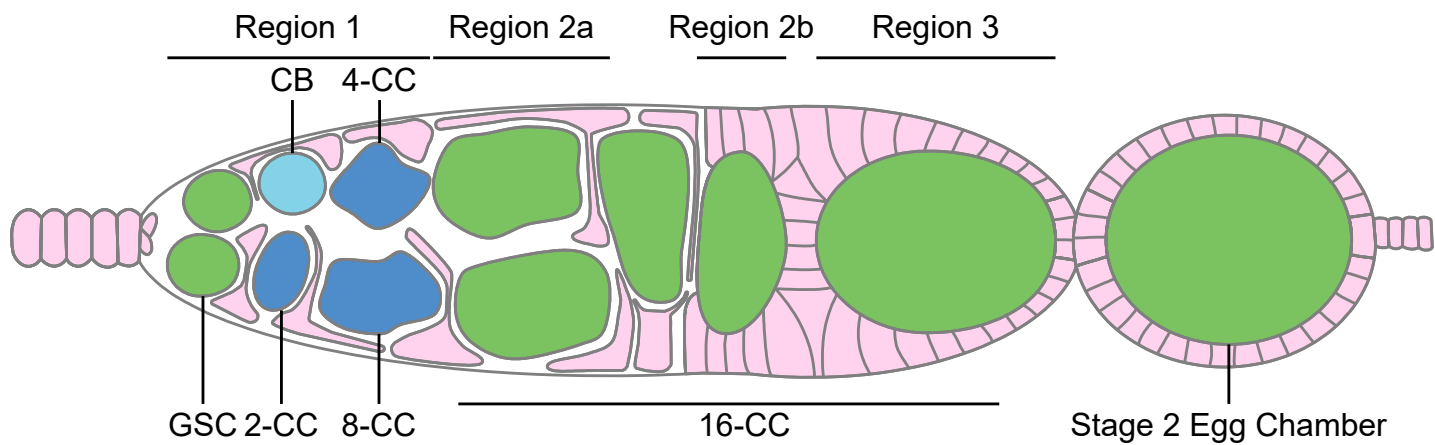 Region 1 Region 2a Region 2b Region 3
CB 4-CC
GSC 2-CC 8-CC 16-CC Stage 2 Egg Chamber